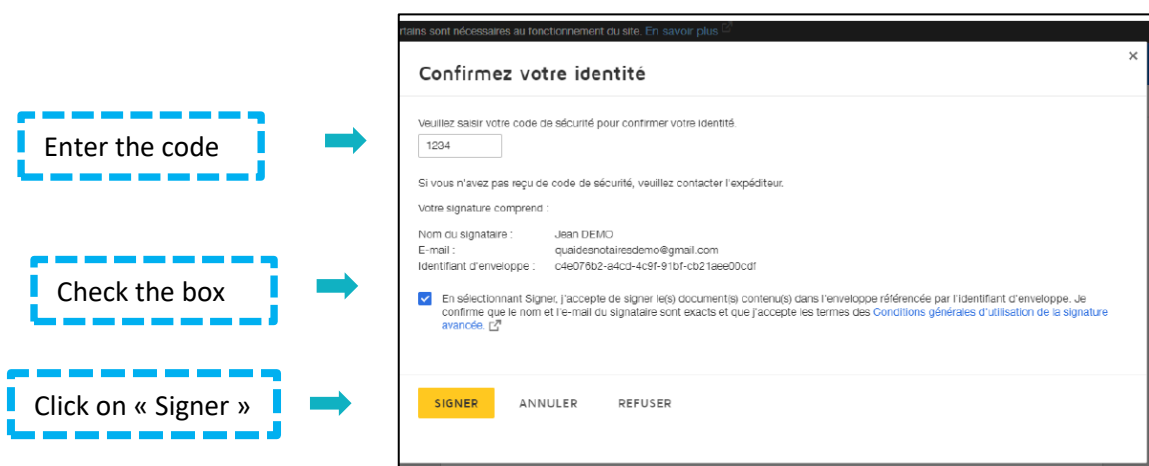 rtains sont nécessaires au fonctionnement du site. En savoir plus
×
Confirmez votre identité
Veuillez saisir votre code de sécurité pour confirmer votre identité.
Enter the code
1234
Si vous n'avez pas reçu de code de sécurité, veuillez contacter l'expéditeur.
Votre signature comprend :
Nom du signataire : Jean DEMO
E-mail : quaidesnotairesdemo@gmail.com
Identifiant d'enveloppe : c4e076b2-a4cd-4c9f-91bf-cb21aee00cdf
Check the box
En sélectionnant Signer, j'accepte de signer le(s) document(s) contenu(s) dans l'enveloppe référencée par l'identifiant d'enveloppe. Je
confirme que le nom et l'e-mail du signataire sont exacts et que j'accepte les termes des Conditions générales d'utilisation de la signature
avancée.
Click on « Signer »
SIGNER ANNULER REFUSER